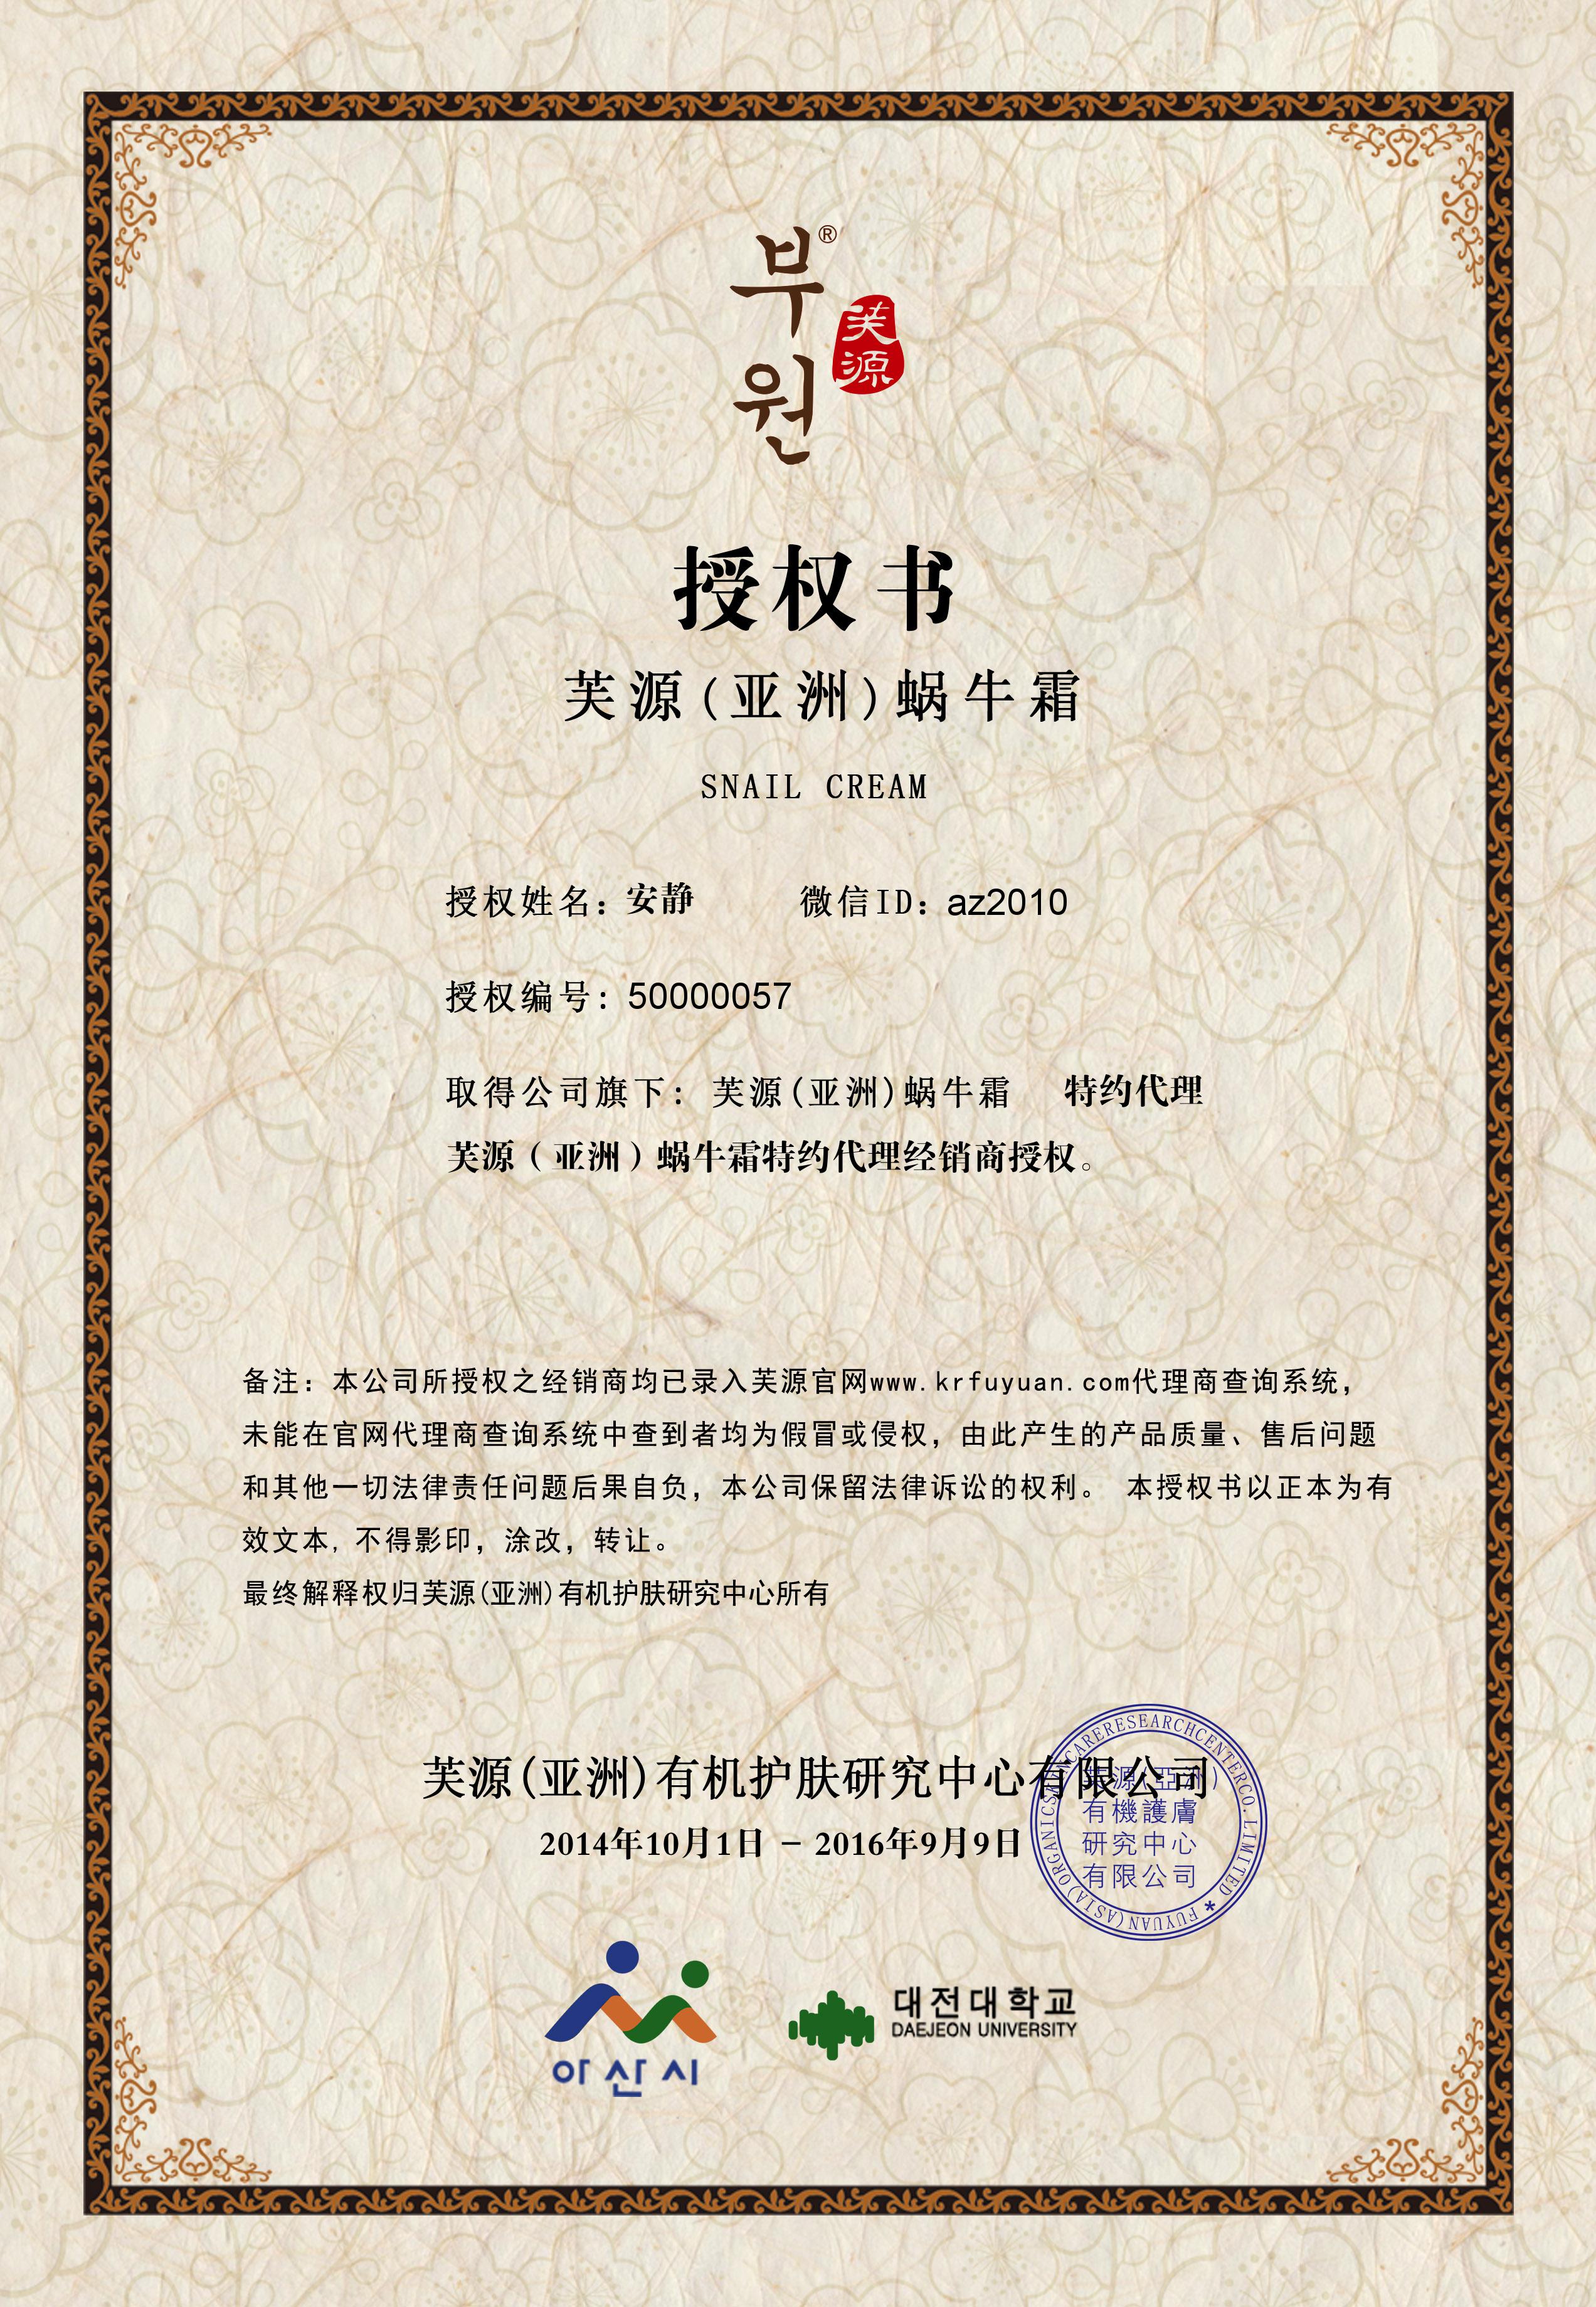 부원®
芙源
授权书
芙源(亚洲)蜗牛霜
SNAIL CREAM
授权姓名：安静 微信ID：az2010
授权编号：50000057
取得公司旗下：芙源(亚洲)蜗牛霜 特约代理
芙源（亚洲）蜗牛霜特约代理经销商授权。
备注：本公司所授权之经销商均已录入芙源官网www.krfuyuan.com代理商查询系统，
未能在官网代理商查询系统中查到者均为假冒或侵权，由此产生的产品质量、售后问题
和其他一切法律责任问题后果自负，本公司保留法律诉讼的权利。 本授权书以正本为有
效文本, 不得影印，涂改，转让。
最终解释权归芙源(亚洲)有机护肤研究中心所有
芙源(亚洲)有机护肤研究中心有限公司
2014年10月1日 － 2016年9月9日
FUYUAN(ASIA)ORGANICSKINCARERESEARCHCENTERCO.LIMITED *
芙源(亞洲)
有機護膚
研究中心
有限公司
아산시
대전대학교
DAEJEON UNIVERSITY